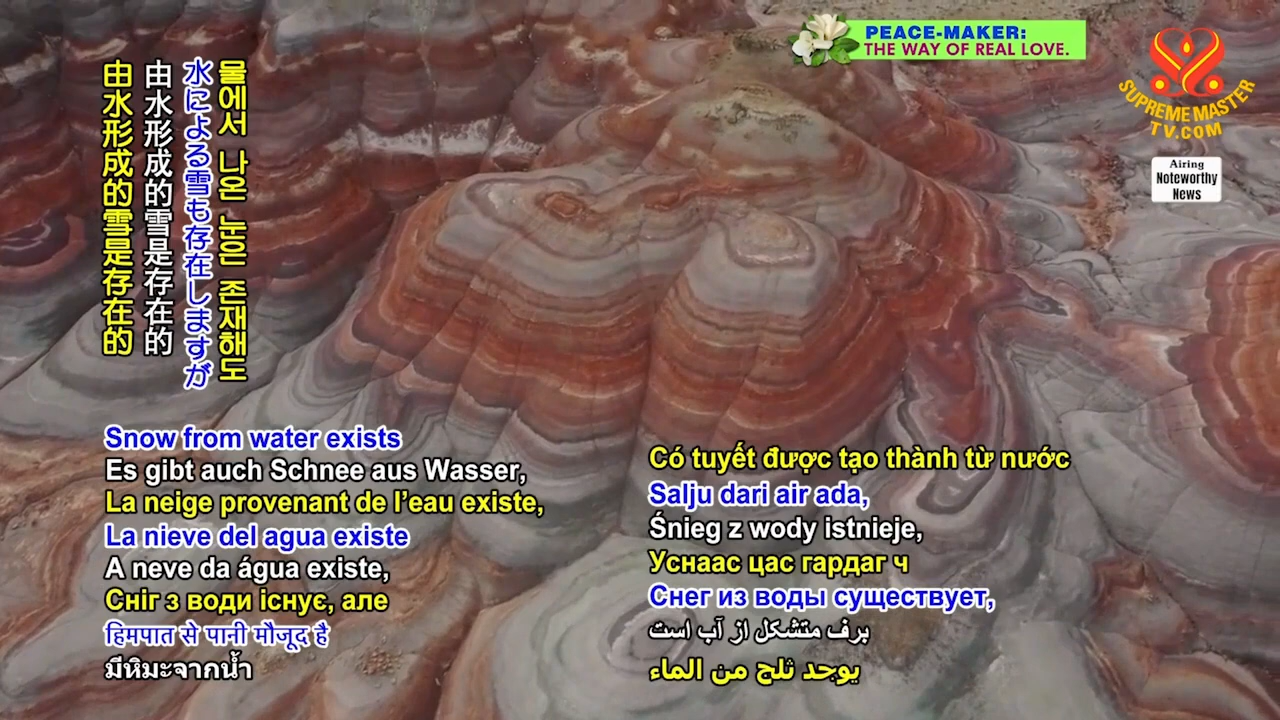 PEACE-MAKER:
THE WAY OF REAL LOVE.
SUPREME MASTER
TV.COM
Airing
Noteworthy
News
물에서 나온 눈은 존재해도
水による雪も存在しますが
由水形成的雪是存在的
由水形成的雪是存在的
Snow from water exists
Es gibt auch Schnee aus Wasser,
La neige provenant de l’eau existe,
La nieve del agua existe
A neve da água existe,
Сніг з води існує, але
हिमपात से पानी मौजूद है
มีหิมะจากน้ำ
Có tuyết được tạo thành từ nước
Salju dari air ada,
Śnieg z wody istnieje,
Уснаас цас гардаг ч
Снег из воды существует,
برف متشکل از آب است
يوجد ثلج من الماء